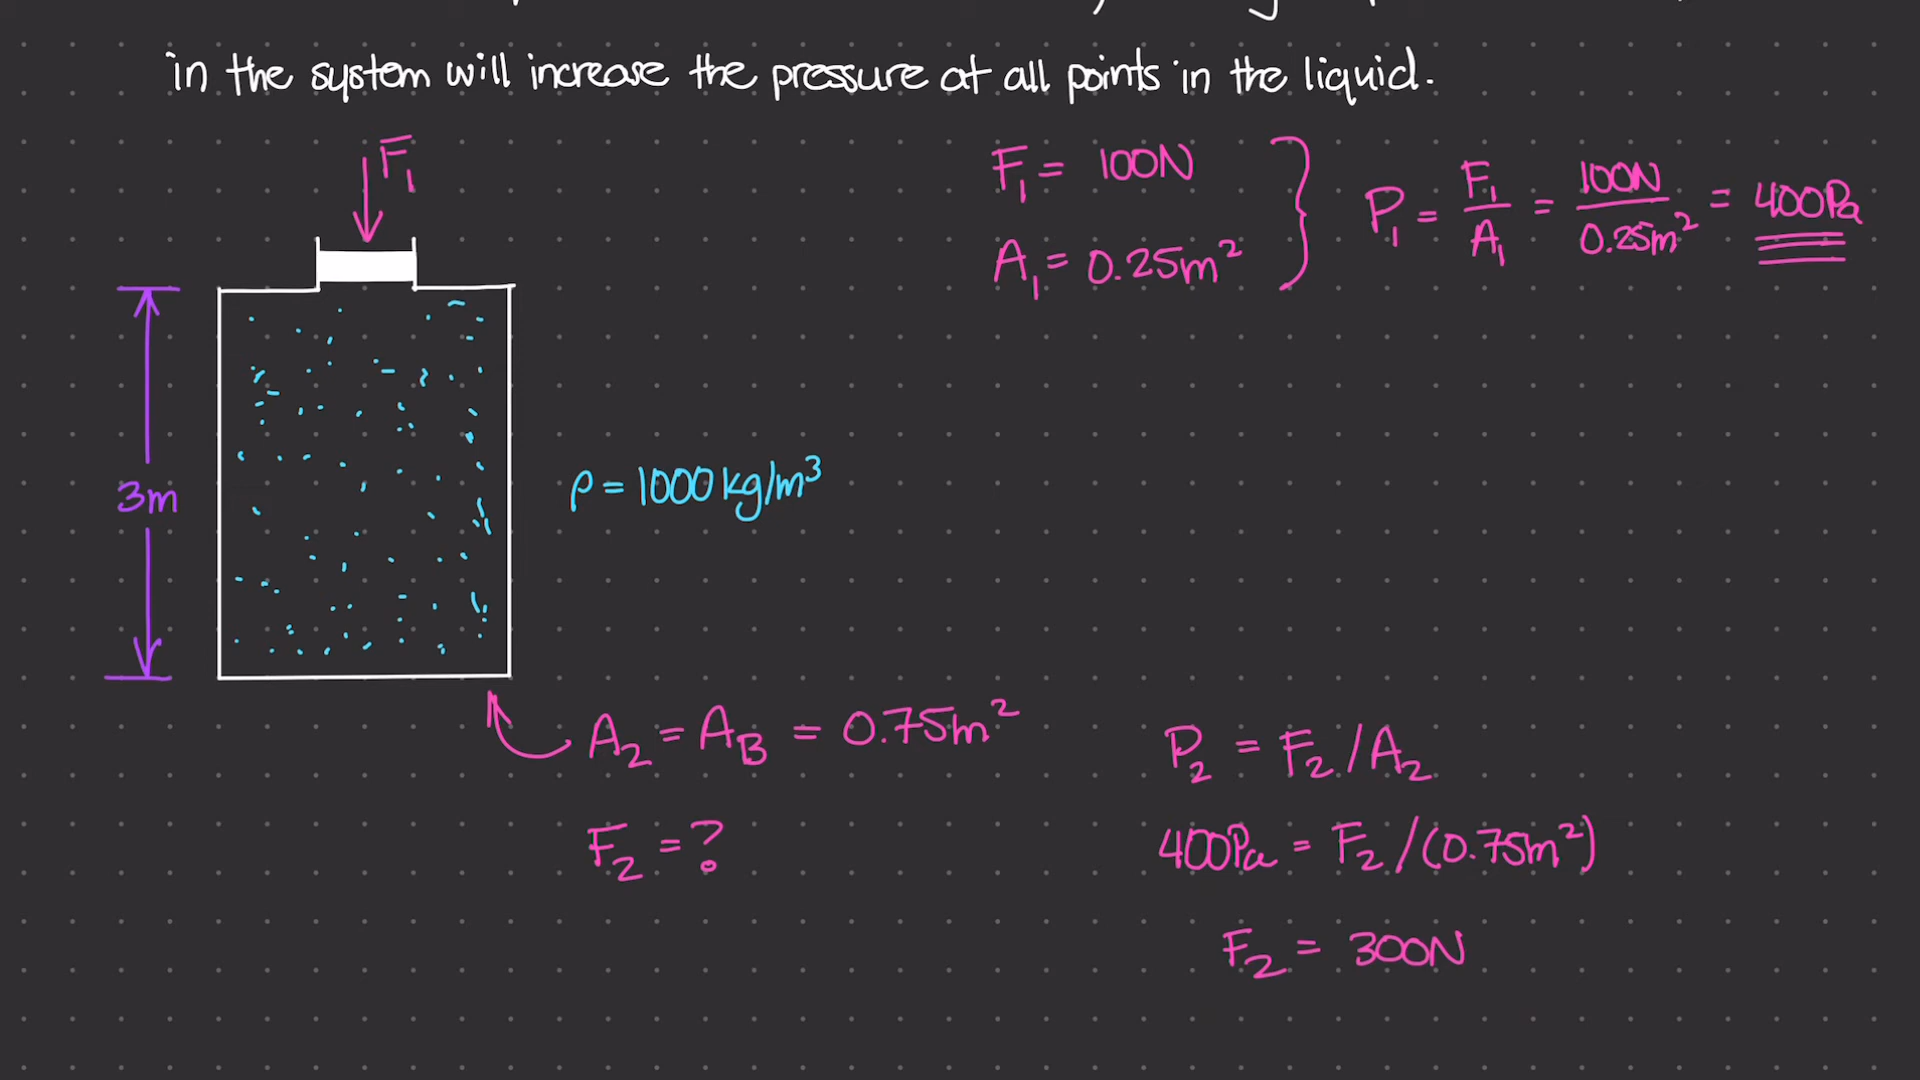 in the system will increase the pressure at all points in the liquid.
F₁
F₁ = 100N
A₁ = 0.25m²
P₁ = F₁/A₁ = 100N/0.25m² = 400Pa
3m
ρ = 1000kg/m³
A₂ = A_B = 0.75m²
F₂ = ?
P₂ = F₂/A₂
400Pa = F₂/(0.75m²)
F₂ = 300N